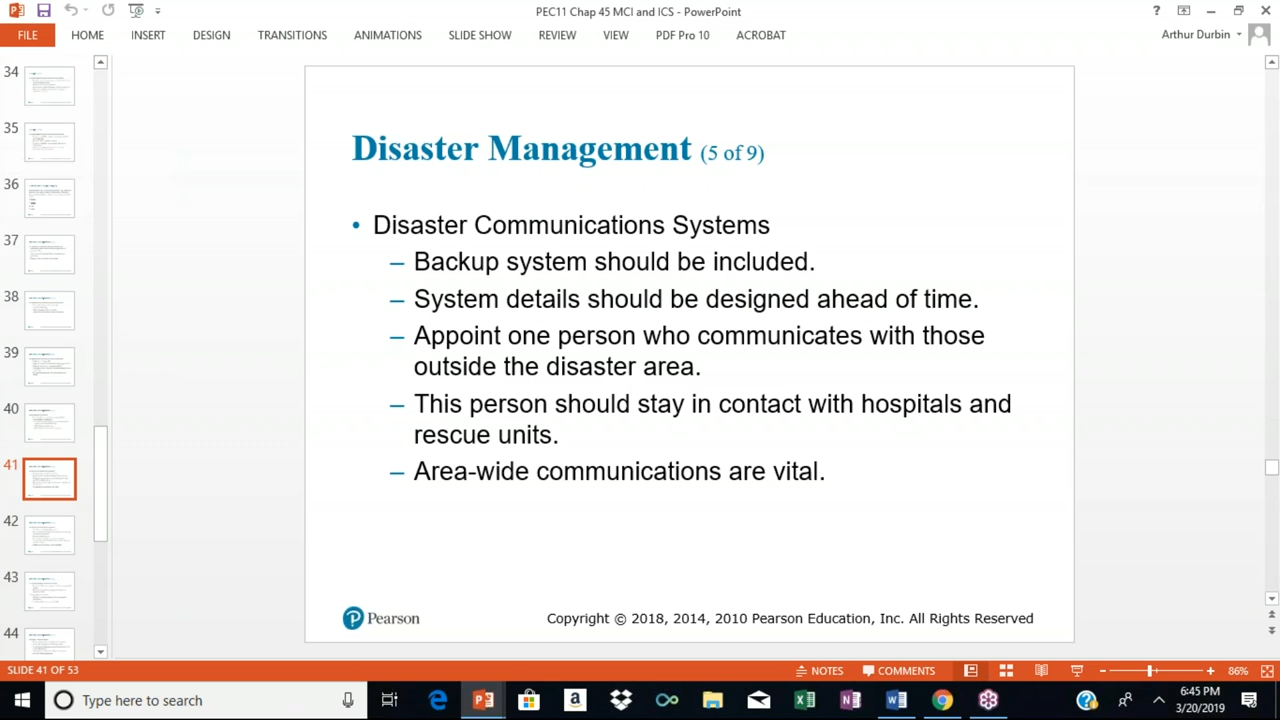 PEC11 Chap 45 MCI and ICS - PowerPoint
?
FILE HOME INSERT DESIGN TRANSITIONS ANIMATIONS SLIDE SHOW REVIEW VIEW PDF Pro 10 ACROBAT
Arthur Durbin
34
35
36
37
38
39
40
41
42
43
44
Disaster Management (5 of 9)
• Disaster Communications Systems
– Backup system should be included.
– System details should be designed ahead of time.
– Appoint one person who communicates with those
outside the disaster area.
– This person should stay in contact with hospitals and
rescue units.
– Area-wide communications are vital.
Pearson
Copyright © 2018, 2014, 2010 Pearson Education, Inc. All Rights Reserved
SLIDE 41 OF 53
NOTES COMMENTS
86%
Type here to search
6:45 PM
3/20/2019